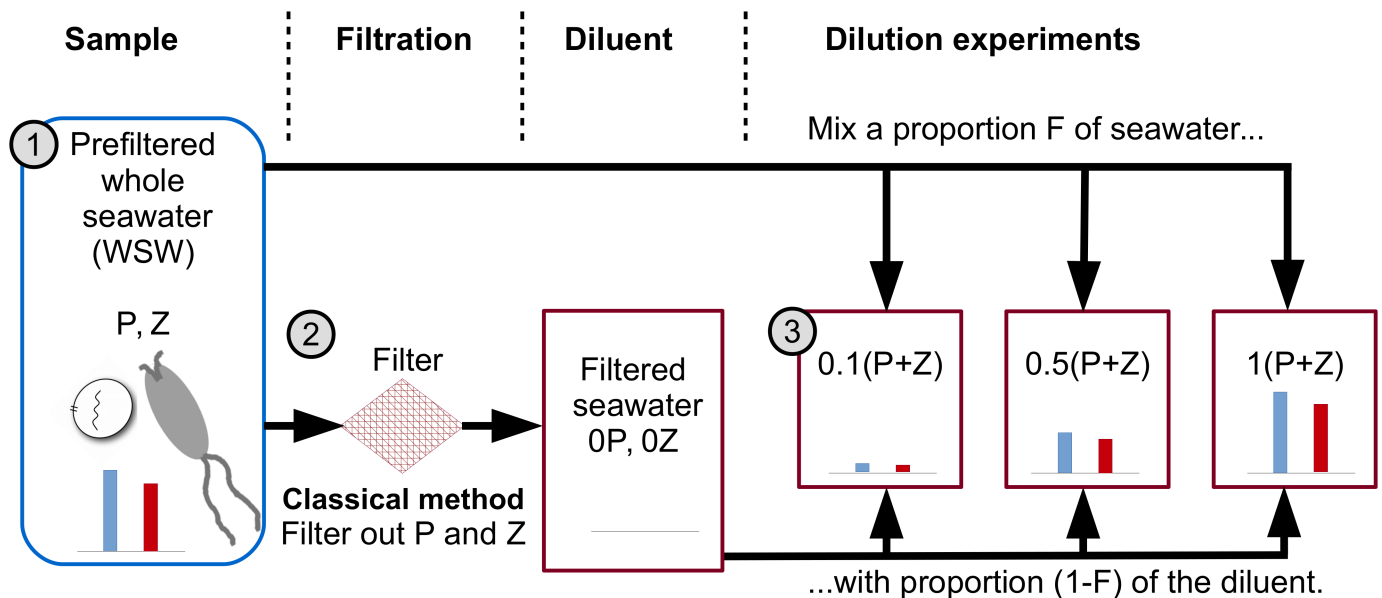 Sample
Filtration
Diluent
Dilution experiments
Mix a proportion F of seawater...
1
Prefiltered
whole
seawater
(WSW)
P, Z
2
Filter
Classical method
Filter out P and Z
Filtered
seawater
0P, 0Z
3
0.1(P+Z)
0.5(P+Z)
1(P+Z)
...with proportion (1-F) of the diluent.